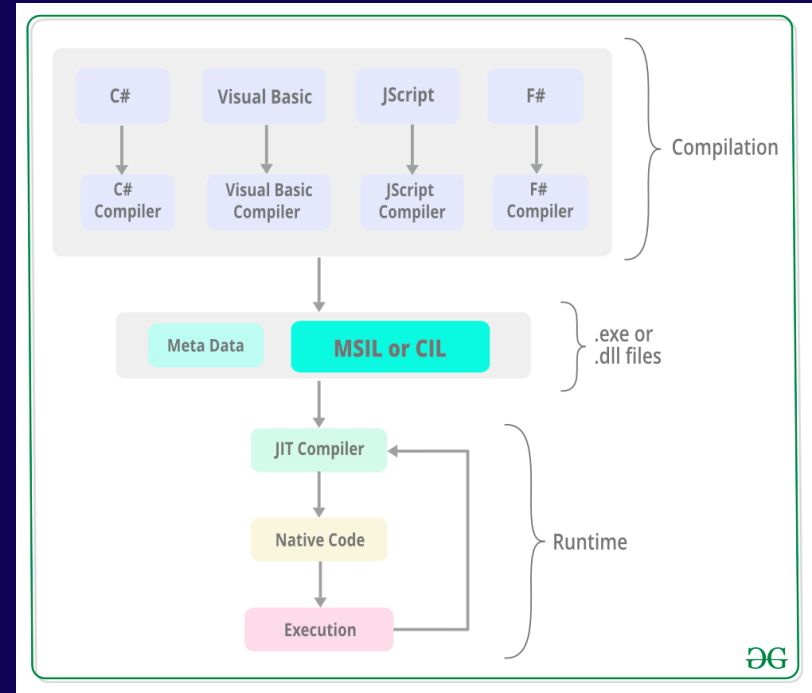 C#
Visual Basic
JScript
F#
C#
Compiler
Visual Basic
Compiler
JScript
Compiler
F#
Compiler
Compilation
Meta Data
MSIL or CIL
.exe or
.dll files
JIT Compiler
Native Code
Execution
Runtime